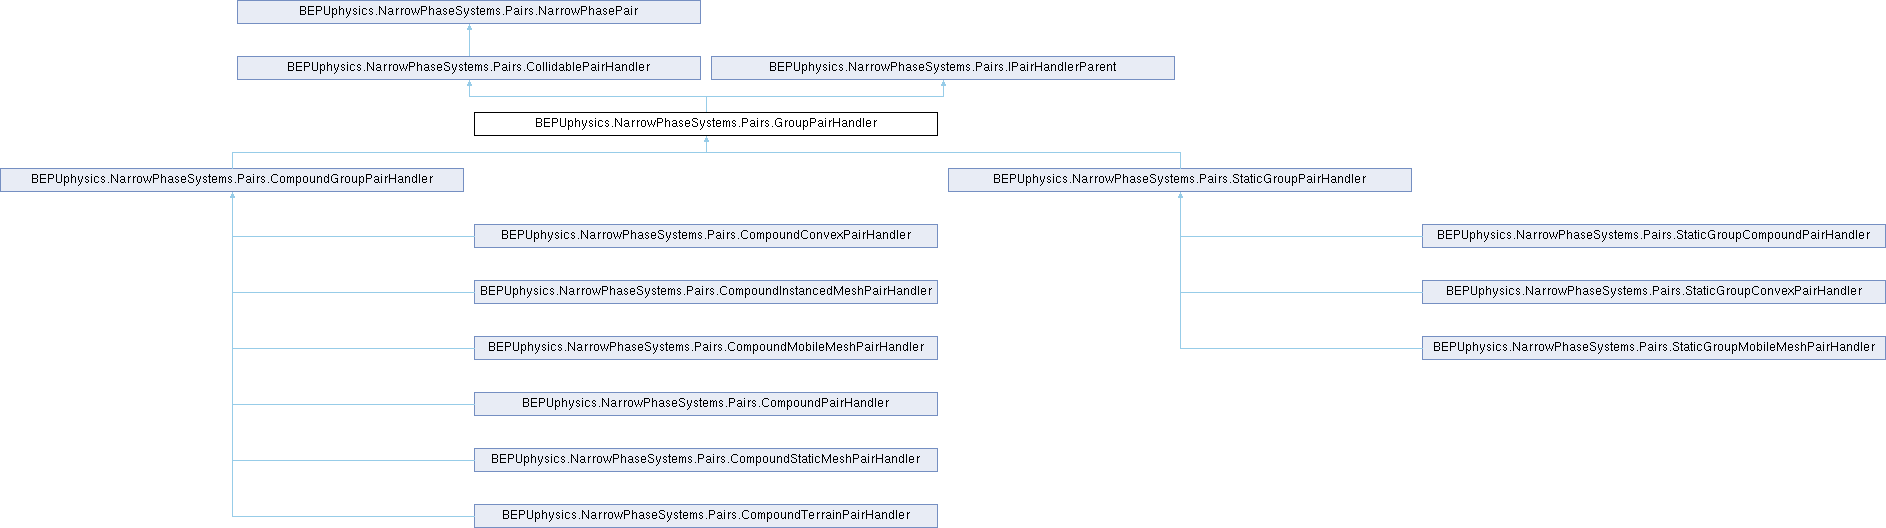 BEPUphysics.NarrowPhaseSystems.Pairs.NarrowPhasePair
BEPUphysics.NarrowPhaseSystems.Pairs.CollidablePairHandler
BEPUphysics.NarrowPhaseSystems.Pairs.IPairHandlerParent
BEPUphysics.NarrowPhaseSystems.Pairs.GroupPairHandler
BEPUphysics.NarrowPhaseSystems.Pairs.CompoundGroupPairHandler
BEPUphysics.NarrowPhaseSystems.Pairs.StaticGroupPairHandler
BEPUphysics.NarrowPhaseSystems.Pairs.CompoundConvexPairHandler
BEPUphysics.NarrowPhaseSystems.Pairs.StaticGroupCompoundPairHandler
BEPUphysics.NarrowPhaseSystems.Pairs.CompoundInstancedMeshPairHandler
BEPUphysics.NarrowPhaseSystems.Pairs.StaticGroupConvexPairHandler
BEPUphysics.NarrowPhaseSystems.Pairs.CompoundMobileMeshPairHandler
BEPUphysics.NarrowPhaseSystems.Pairs.StaticGroupMobileMeshPairHandler
BEPUphysics.NarrowPhaseSystems.Pairs.CompoundPairHandler
BEPUphysics.NarrowPhaseSystems.Pairs.CompoundStaticMeshPairHandler
BEPUphysics.NarrowPhaseSystems.Pairs.CompoundTerrainPairHandler